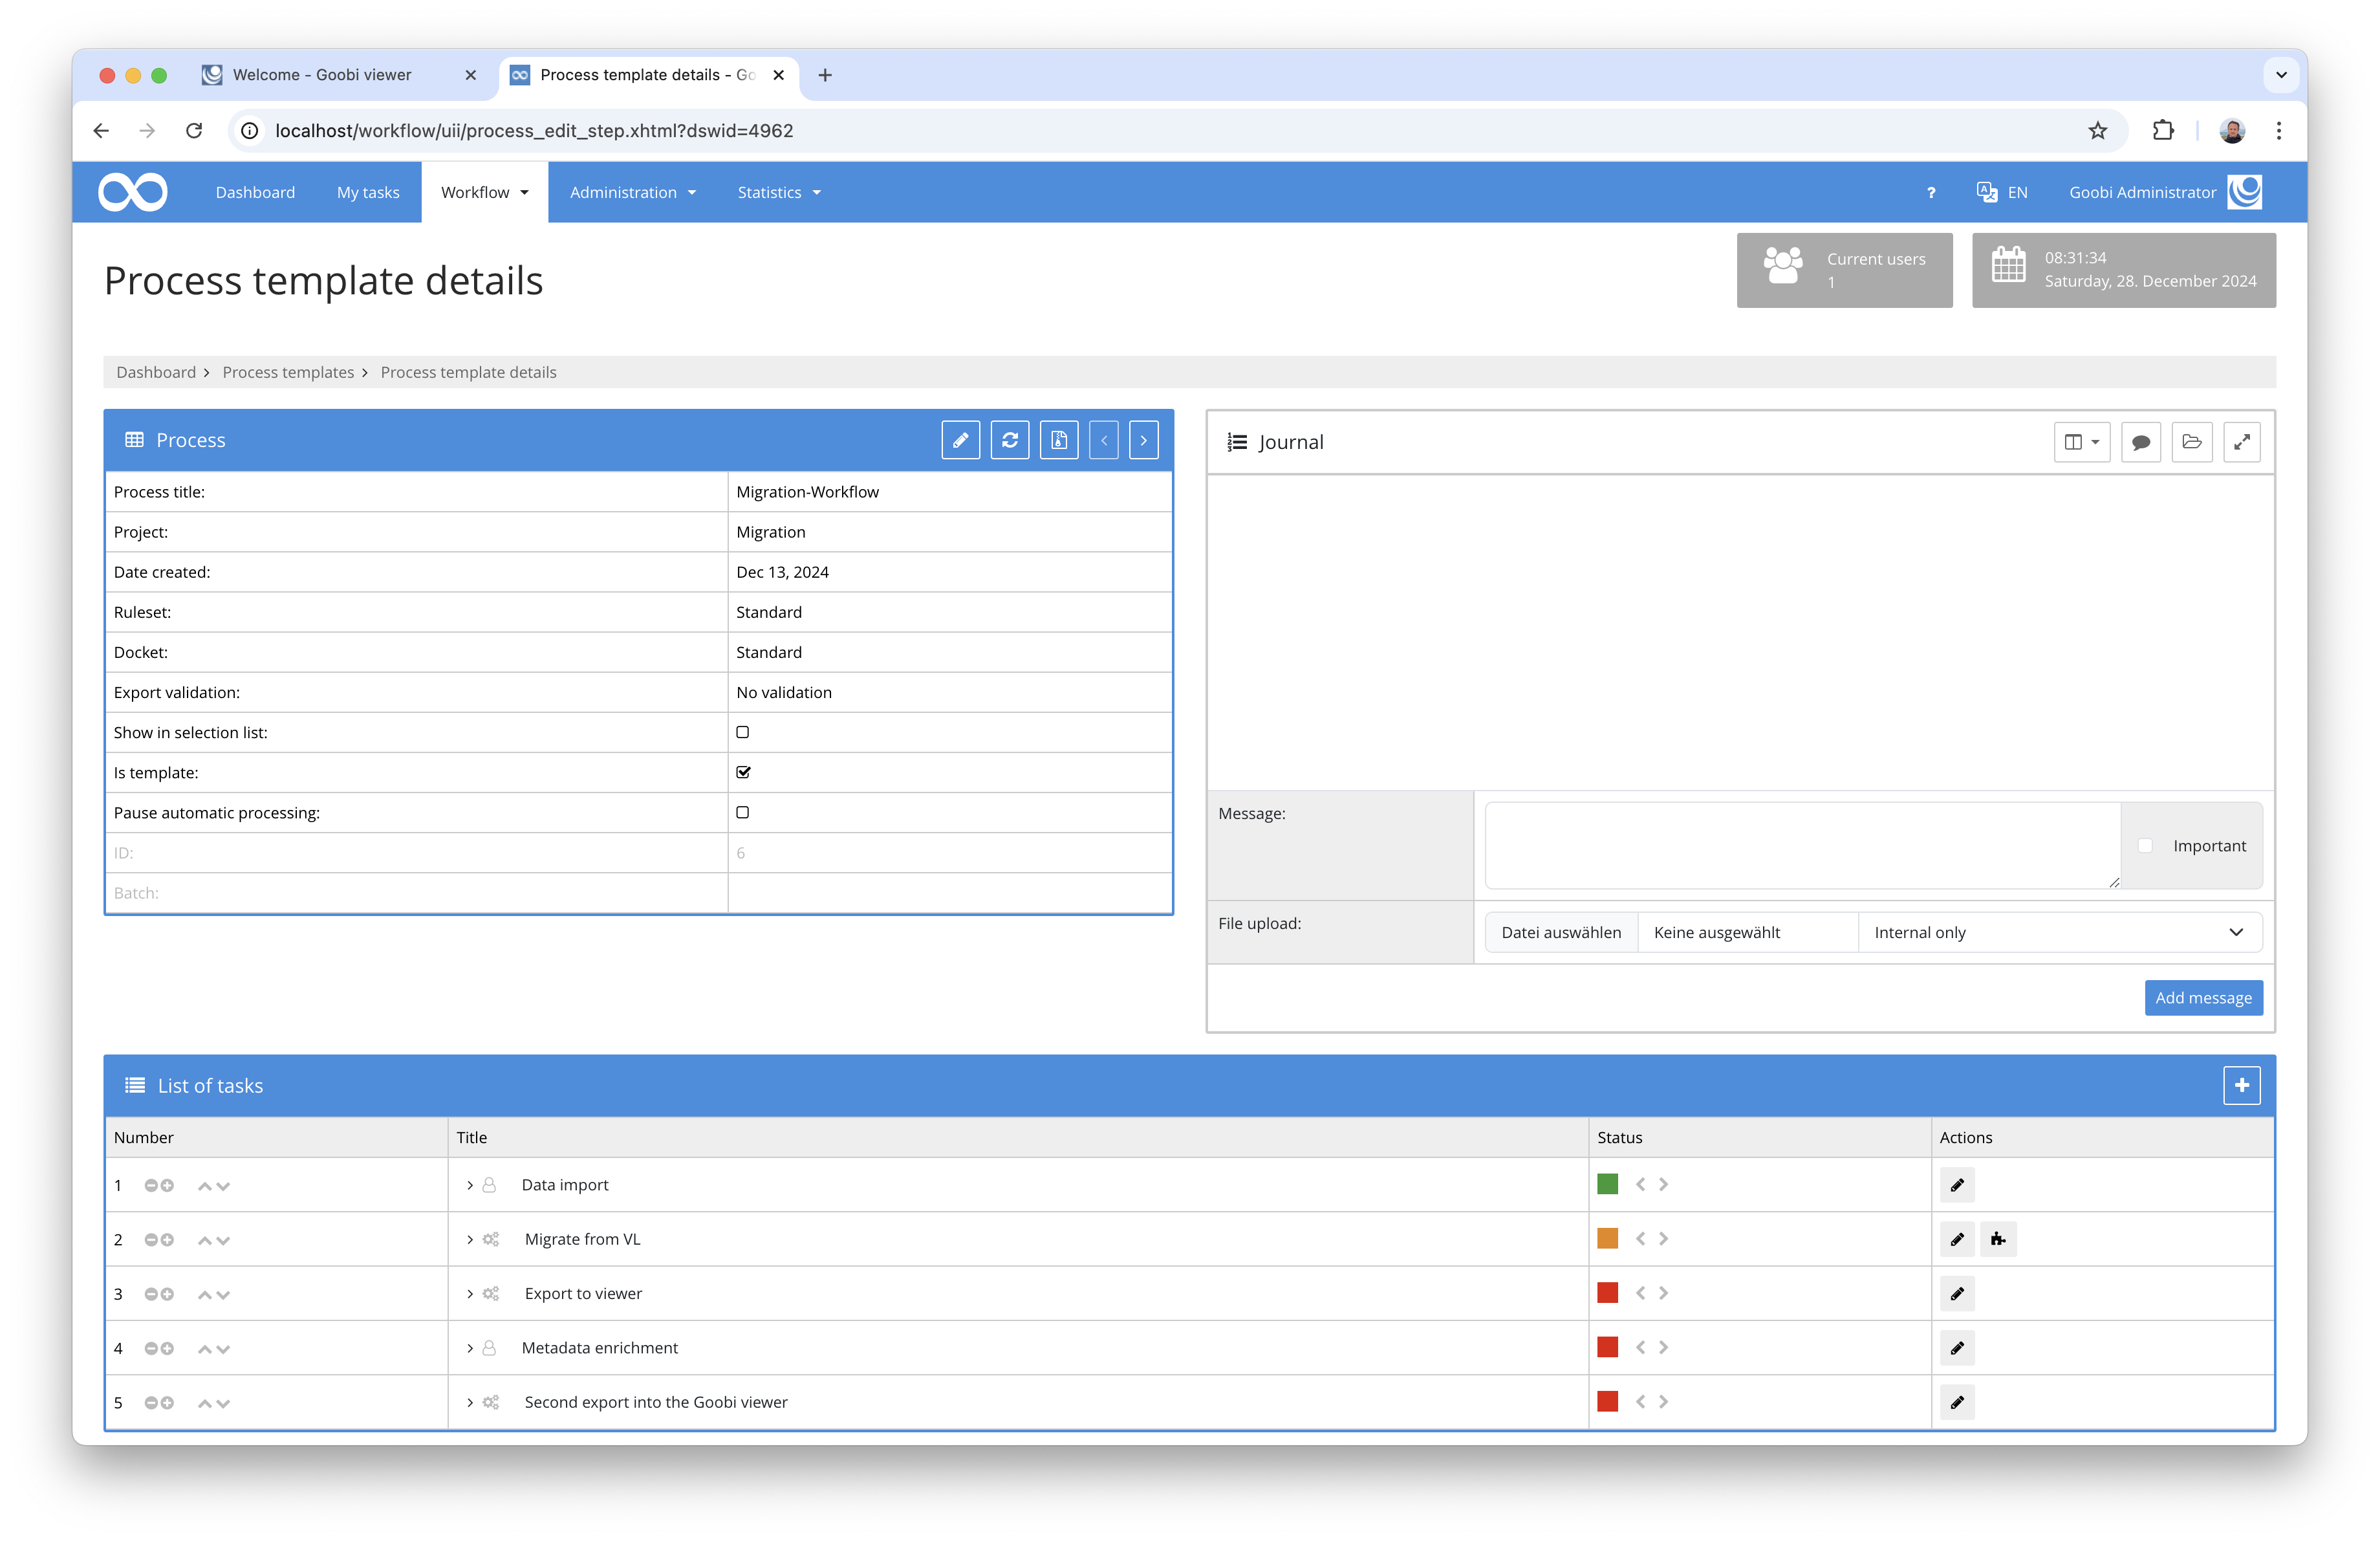 Welcome - Goobi viewer
Process template details - Go
localhost/workflow/uii/process_edit_step.xhtml?dswid=4962
Dashboard
My tasks
Workflow
Administration
Statistics
?
EN
Goobi Administrator
Process template details
Current users
1
08:31:34
Saturday, 28. December 2024
Dashboard
Process templates
Process template details
Process
Process title: Migration-Workflow
Project: Migration
Date created: Dec 13, 2024
Ruleset: Standard
Docket: Standard
Export validation: No validation
Show in selection list:
Is template:
Pause automatic processing:
ID: 6
Batch:
Journal
Message:
Important
File upload:
Datei auswählen Keine ausgewählt Internal only
Add message
List of tasks
Number Title Status Actions
1 Data import
2 Migrate from VL
3 Export to viewer
4 Metadata enrichment
5 Second export into the Goobi viewer